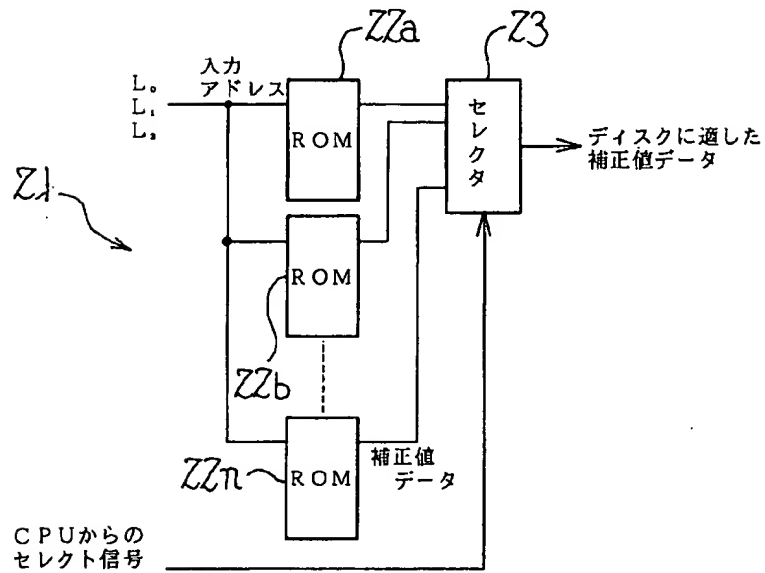 22a
23
L₀
L₁
L₂
入力
アドレス
ROM
セレクタ
ディスクに適した
補正値データ
21
ROM
22b
22n
ROM
補正値
データ
CPUからの
セレクト信号